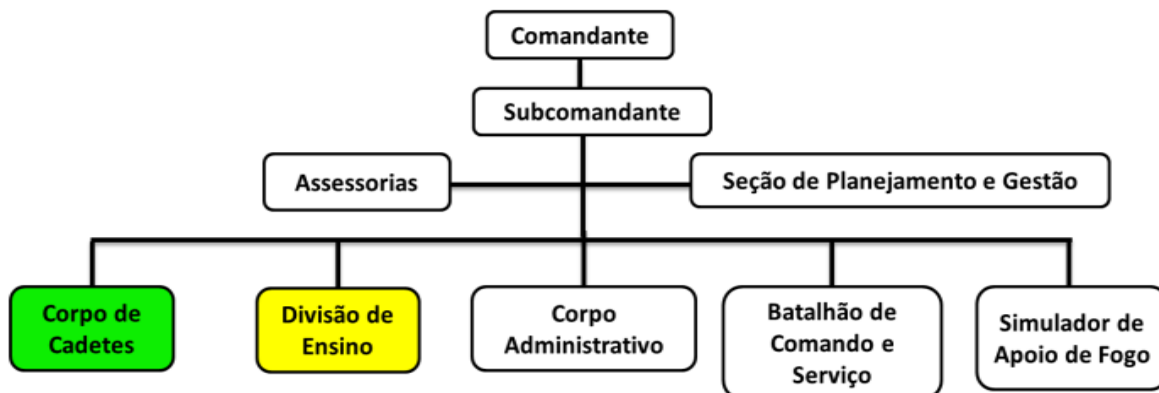 Comandante
Subcomandante
Assessorias
Seção de Planejamento e Gestão
Corpo de
Cadetes
Divisão de
Ensino
Corpo
Administrativo
Batalhão de
Comando e
Serviço
Simulador de
Apoio de Fogo